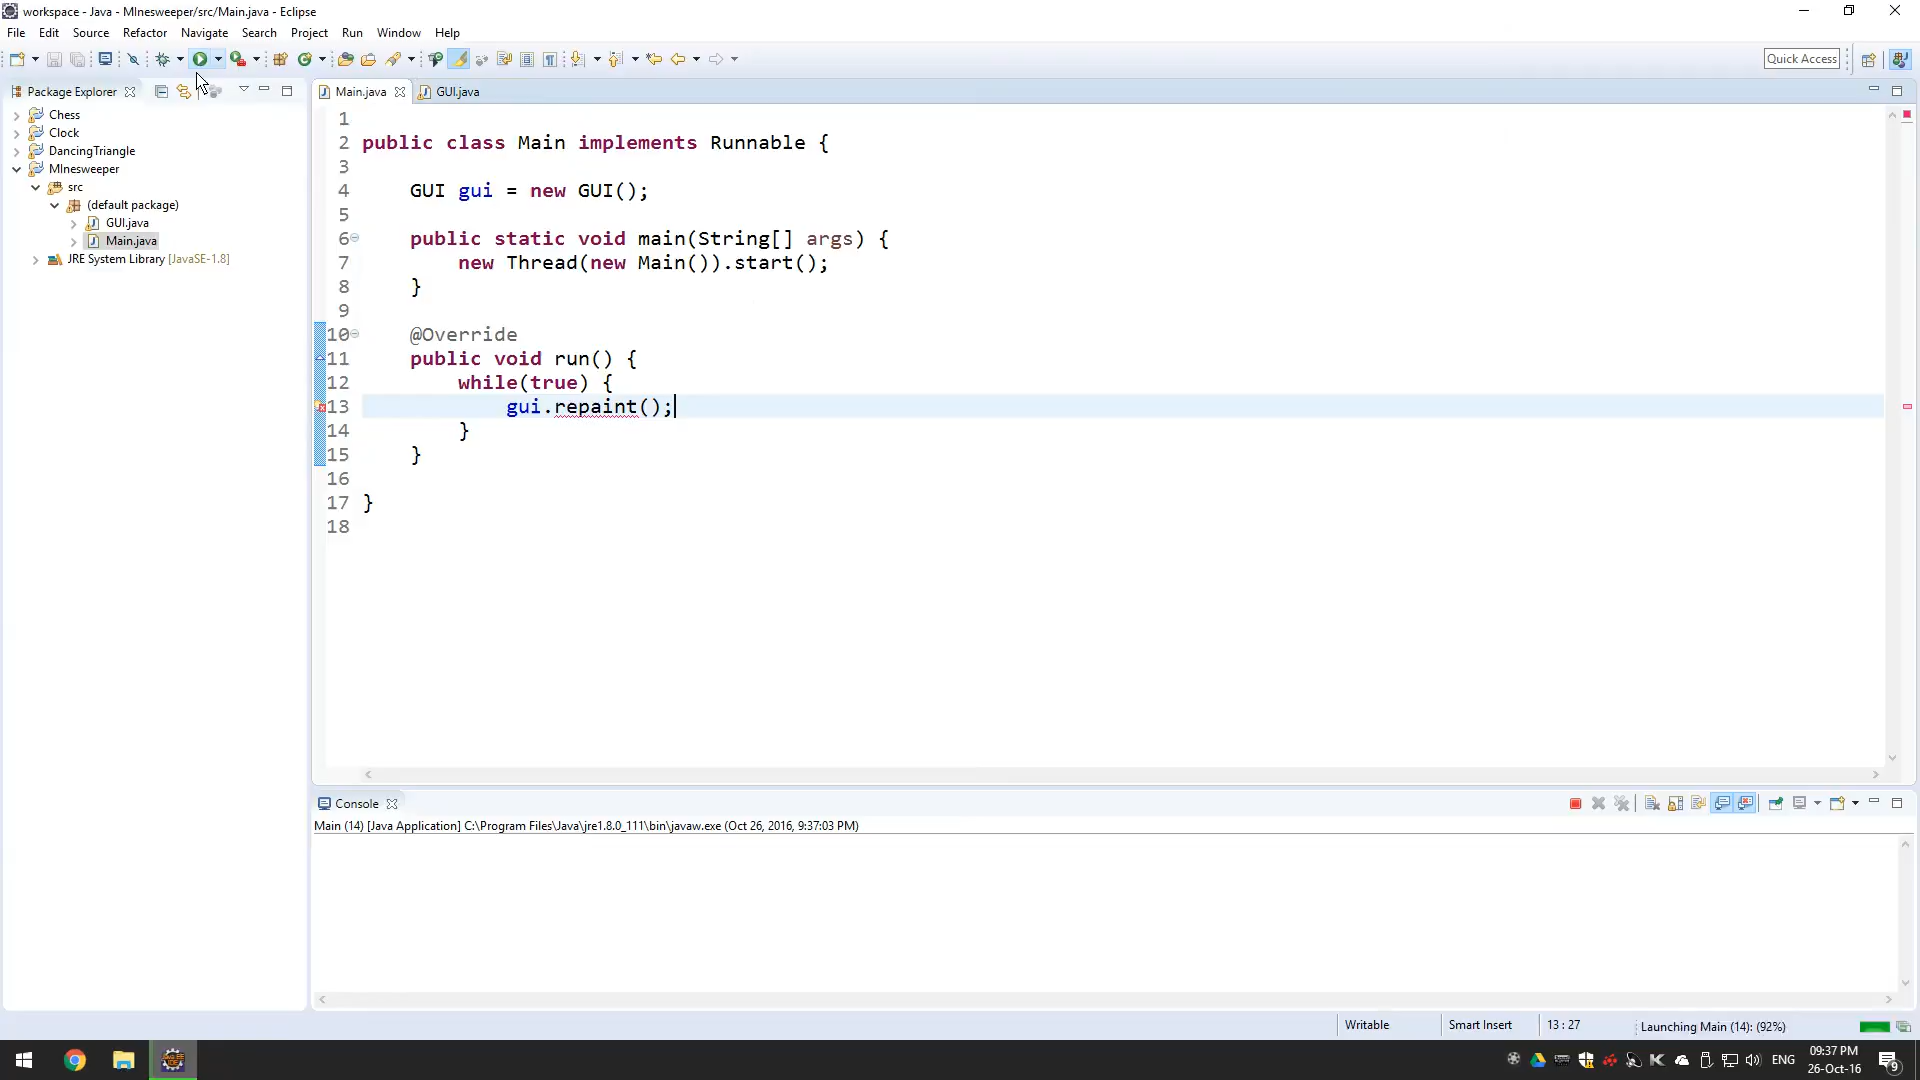 workspace - Java - MInesweeper/src/Main.java - Eclipse
File Edit Source Refactor Navigate Search Project Run Window Help
Quick Access
Package Explorer
Main.java GUI.java
Chess
Clock
DancingTriangle
MInesweeper
src
(default package)
GUI.java
Main.java
JRE System Library [JavaSE-1.8]
1
2 public class Main implements Runnable {
3
4 GUI gui = new GUI();
5
6 public static void main(String[] args) {
7 new Thread(new Main()).start();
8 }
9
10 @Override
11 public void run() {
12 while(true) {
13 gui.repaint();
14 }
15 }
16
17 }
18
Console
Main (14) [Java Application] C:\Program Files\Java\jre1.8.0_111\bin\javaw.exe (Oct 26, 2016, 9:37:03 PM)
Writable Smart Insert 13 : 27 Launching Main (14): (92%)
ENG
09:37 PM
26-Oct-16
9